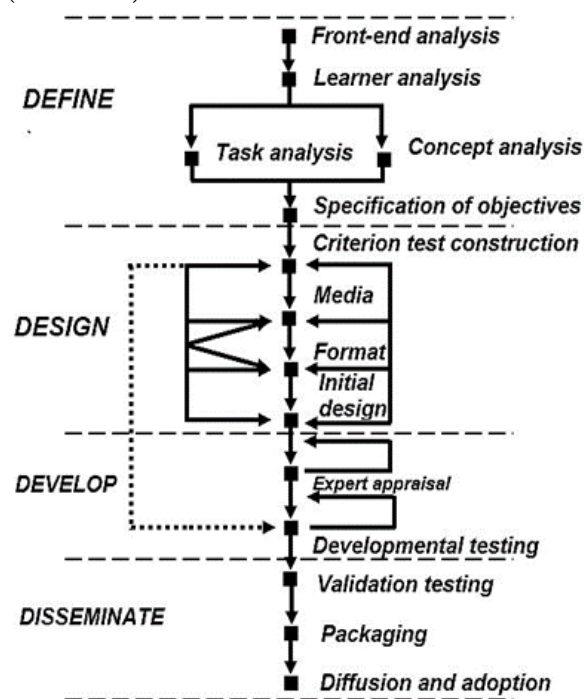 Front-end analysis
Learner analysis
DEFINE
Task analysis
Concept analysis
Specification of objectives
Criterion test construction
Media
DESIGN
Format
Initial
design
DEVELOP
Expert appraisal
Developmental testing
Validation testing
DISSEMINATE
Packaging
Diffusion and adoption